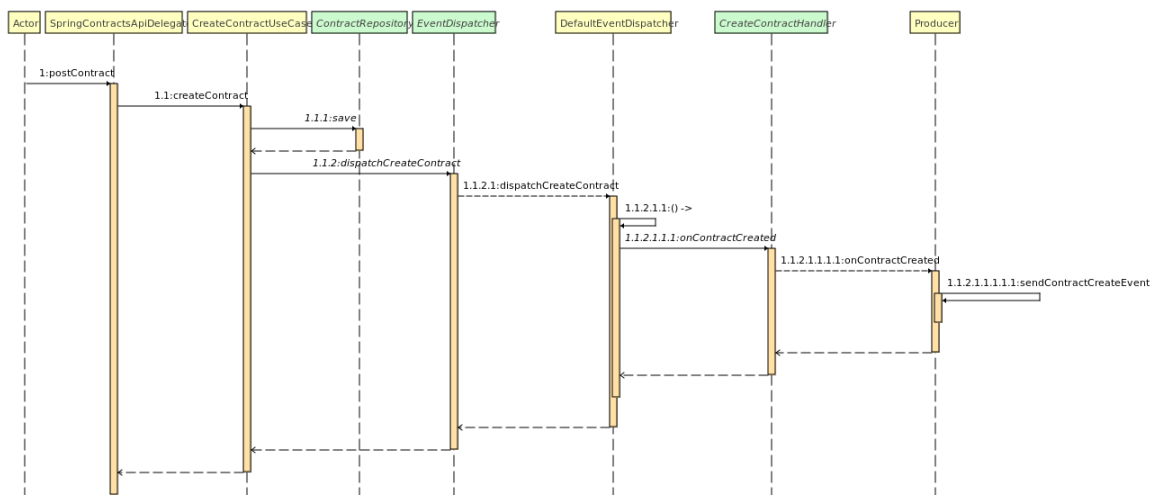 Actor
SpringContractsApiDelegat
CreateContractUseCase
ContractRepository
EventDispatcher
DefaultEventDispatcher
CreateContractHandler
Producer
1:postContract
1.1:createContract
1.1.1:save
1.1.2:dispatchCreateContract
1.1.2.1:dispatchCreateContract
1.1.2.1.1:() ->
1.1.2.1.1.1:onContractCreated
1.1.2.1.1.1.1:onContractCreated
1.1.2.1.1.1.1.1:sendContractCreateEvent